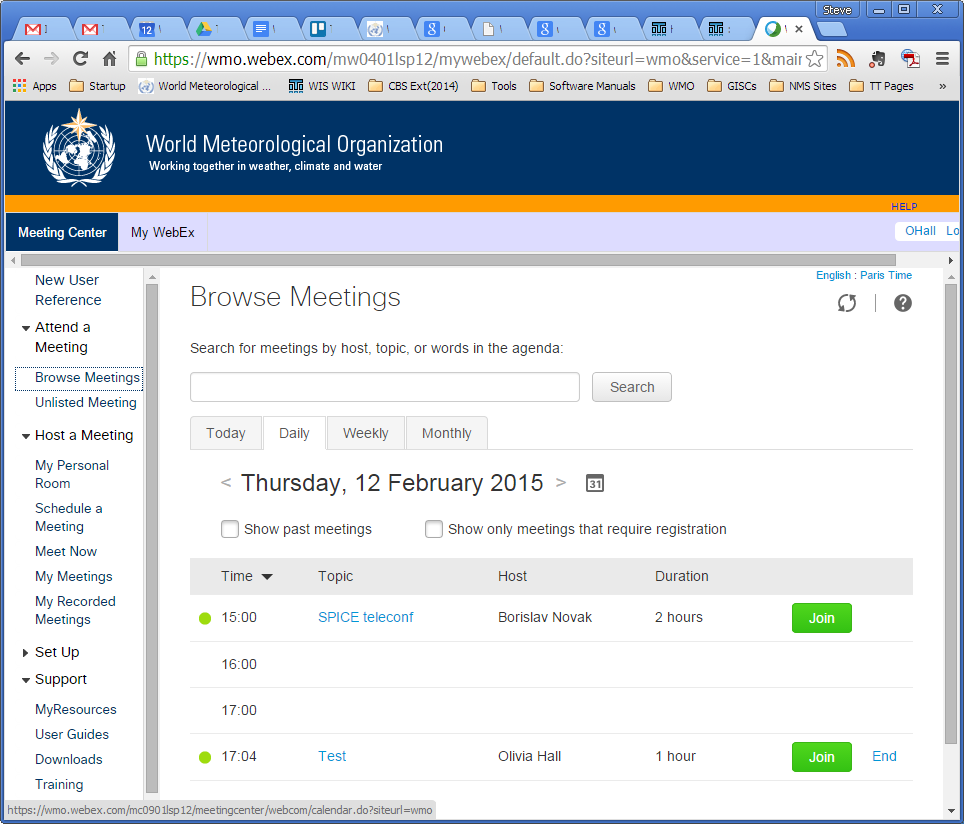 Steve
12
https://wmo.webex.com/mw0401lsp12/mywebex/default.do?siteurl=wmo&service=1&mair
Apps Startup World Meteorological ... WIS WIKI CBS Ext(2014) Tools Software Manuals WMO GISCs NMS Sites TT Pages »
World Meteorological Organization
Working together in weather, climate and water
HELP
Meeting Center My WebEx OHall Lo
English : Paris Time
New User
Reference
Attend a
Meeting
Browse Meetings
Unlisted Meeting
Host a Meeting
My Personal
Room
Schedule a
Meeting
Meet Now
My Meetings
My Recorded
Meetings
Set Up
Support
MyResources
User Guides
Downloads
Training
Browse Meetings
Search for meetings by host, topic, or words in the agenda:
Search
Today Daily Weekly Monthly
< Thursday, 12 February 2015 > 31
Show past meetings Show only meetings that require registration
Time Topic Host Duration
15:00 SPICE teleconf Borislav Novak 2 hours Join
16:00
17:00
17:04 Test Olivia Hall 1 hour Join End
https://wmo.webex.com/mc0901lsp12/meetingcenter/webcom/calendar.do?siteurl=wmo